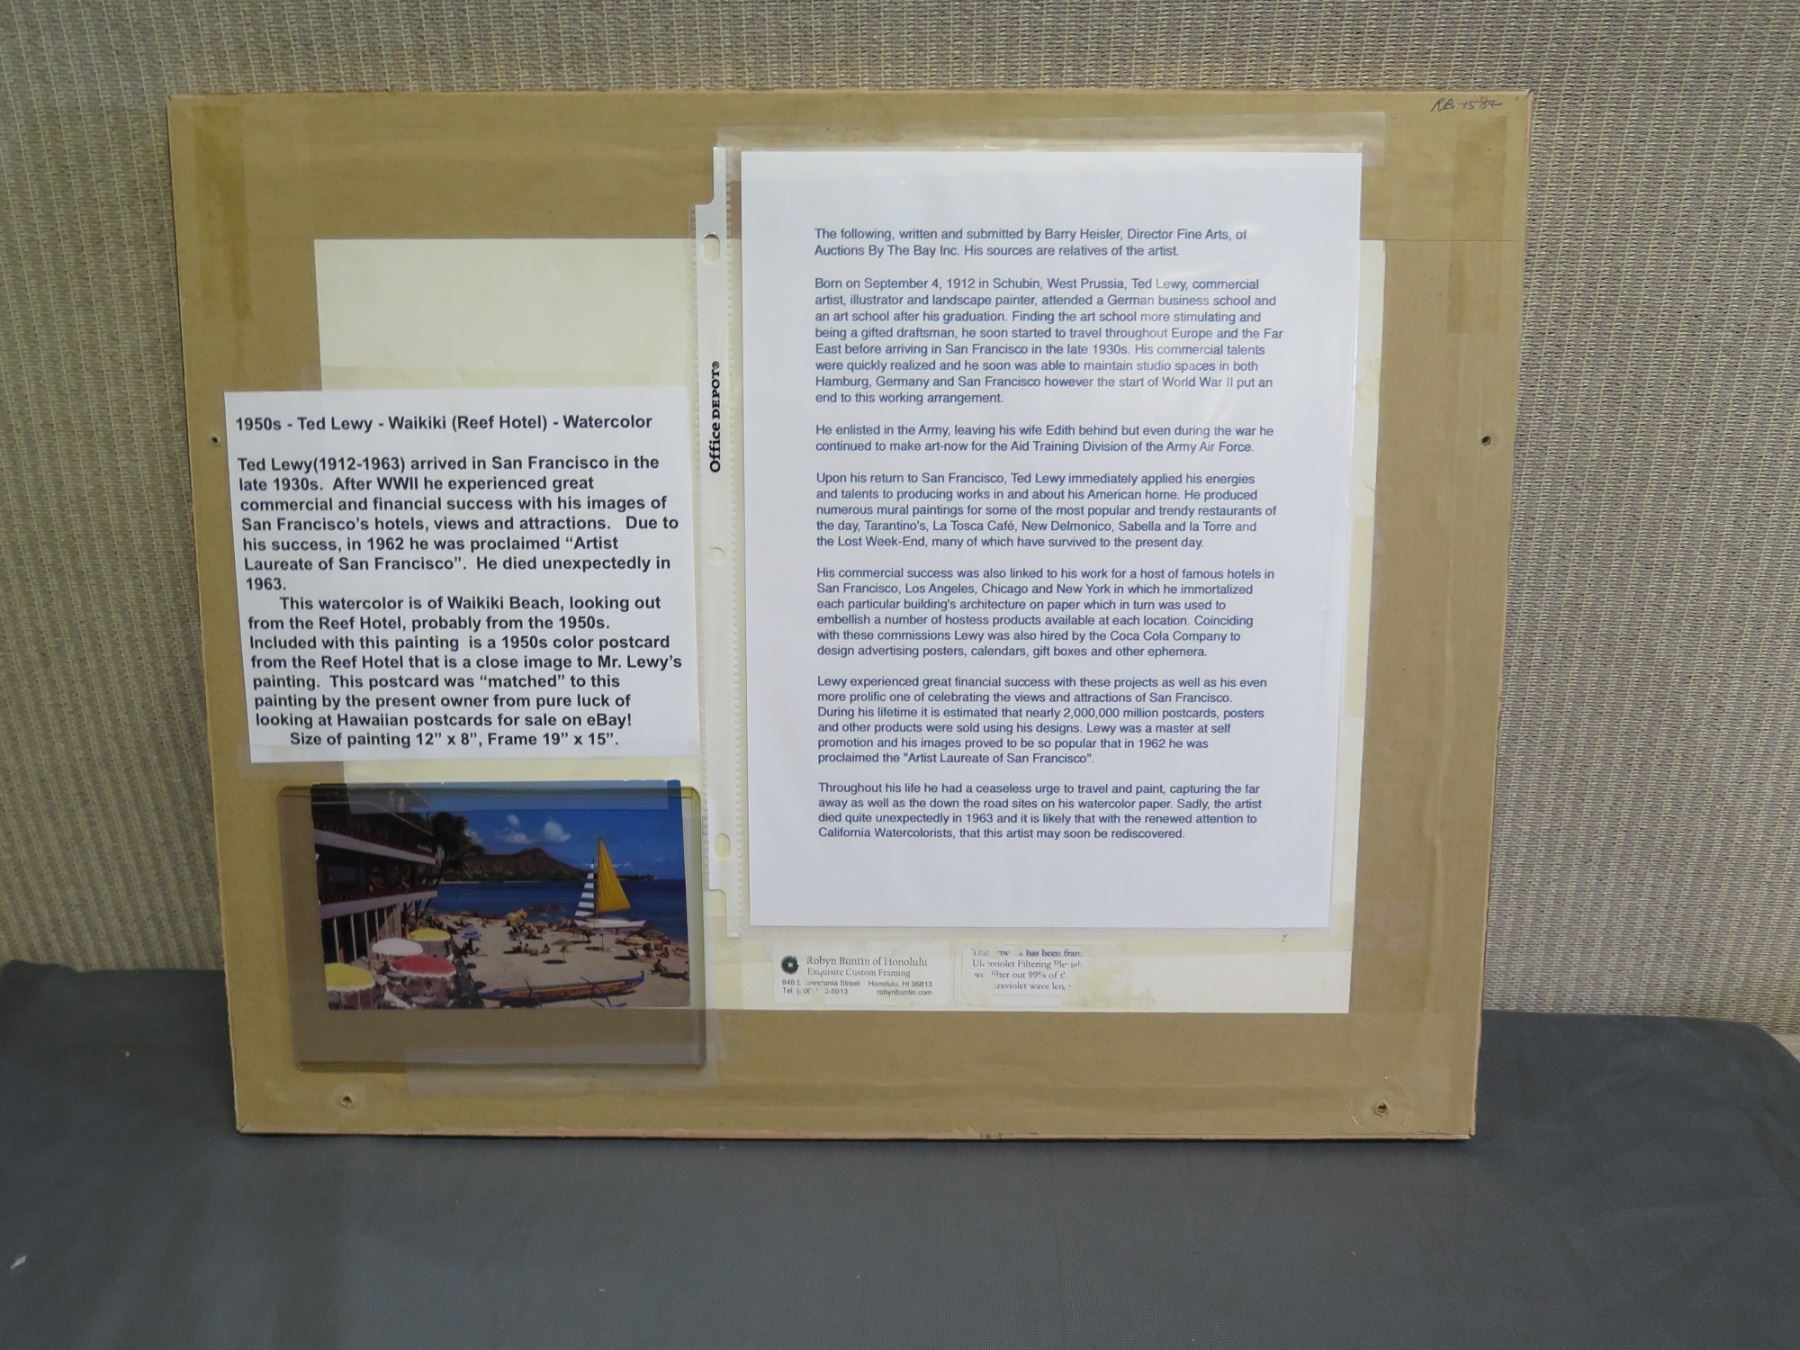 1950s - Ted Lewy - Waikiki (Reef Hotel) - Watercolor
Ted Lewy(1912-1963) arrived in San Francisco in the
late 1930s. After WWII he experienced great
commercial and financial success with his images of
San Francisco's hotels, views and attractions. Due to
his success, in 1962 he was proclaimed “Artist
Laureate of San Francisco”. He died unexpectedly in
1963.
This watercolor is of Waikiki Beach, looking out
from the Reef Hotel, probably from the 1950s.
Included with this painting is a 1950s color postcard
from the Reef Hotel that is a close image to Mr. Lewy's
painting. This postcard was “matched” to this
painting by the present owner from pure luck of
looking at Hawaiian postcards for sale on eBay!
Size of painting 12” x 8”, Frame 19” x 15”.
Office DEPOT®
The following, written and submitted by Barry Heisler, Director Fine Arts, of
Auctions By The Bay Inc. His sources are relatives of the artist.
Born on September 4, 1912 in Schubin, West Prussia, Ted Lewy, commercial
artist, illustrator and landscape painter, attended a German business school and
an art school after his graduation. Finding the art school more stimulating and
being a gifted draftsman, he soon started to travel throughout Europe and the Far
East before arriving in San Francisco in the late 1930s. His commercial talents
were quickly realized and he soon was able to maintain studio spaces in both
Hamburg, Germany and San Francisco however the start of World War II put an
end to this working arrangement.
He enlisted in the Army, leaving his wife Edith behind but even during the war he
continued to make art-now for the Aid Training Division of the Army Air Force.
Upon his return to San Francisco, Ted Lewy immediately applied his energies
and talents to producing works in and about his American home. He produced
numerous mural paintings for some of the most popular and trendy restaurants of
the day, Tarantino's, La Tosca Café, New Delmonico, Sabella and la Torre and
the Lost Week-End, many of which have survived to the present day.
His commercial success was also linked to his work for a host of famous hotels in
San Francisco, Los Angeles, Chicago and New York in which he immortalized
each particular building's architecture on paper which in turn was used to
embellish a number of hostess products available at each location. Coinciding
with these commissions Lewy was also hired by the Coca Cola Company to
design advertising posters, calendars, gift boxes and other ephemera.
Lewy experienced great financial success with these projects as well as his even
more prolific one of celebrating the views and attractions of San Francisco.
During his lifetime it is estimated that nearly 2,000,000 million postcards, posters
and other products were sold using his designs. Lewy was a master at self
promotion and his images proved to be so popular that in 1962 he was
proclaimed the "Artist Laureate of San Francisco".
Throughout his life he had a ceaseless urge to travel and paint, capturing the far
away as well as the down the road sites on his watercolor paper. Sadly, the artist
died quite unexpectedly in 1963 and it is likely that with the renewed attention to
California Watercolorists, that this artist may soon be rediscovered.
Robyn Buntin of Honolulu
Exquisite Custom Framing
848 Street Honolulu, HI 96813
Tel: robynbuntin.com
has been
Filtering
out 99% of
wave